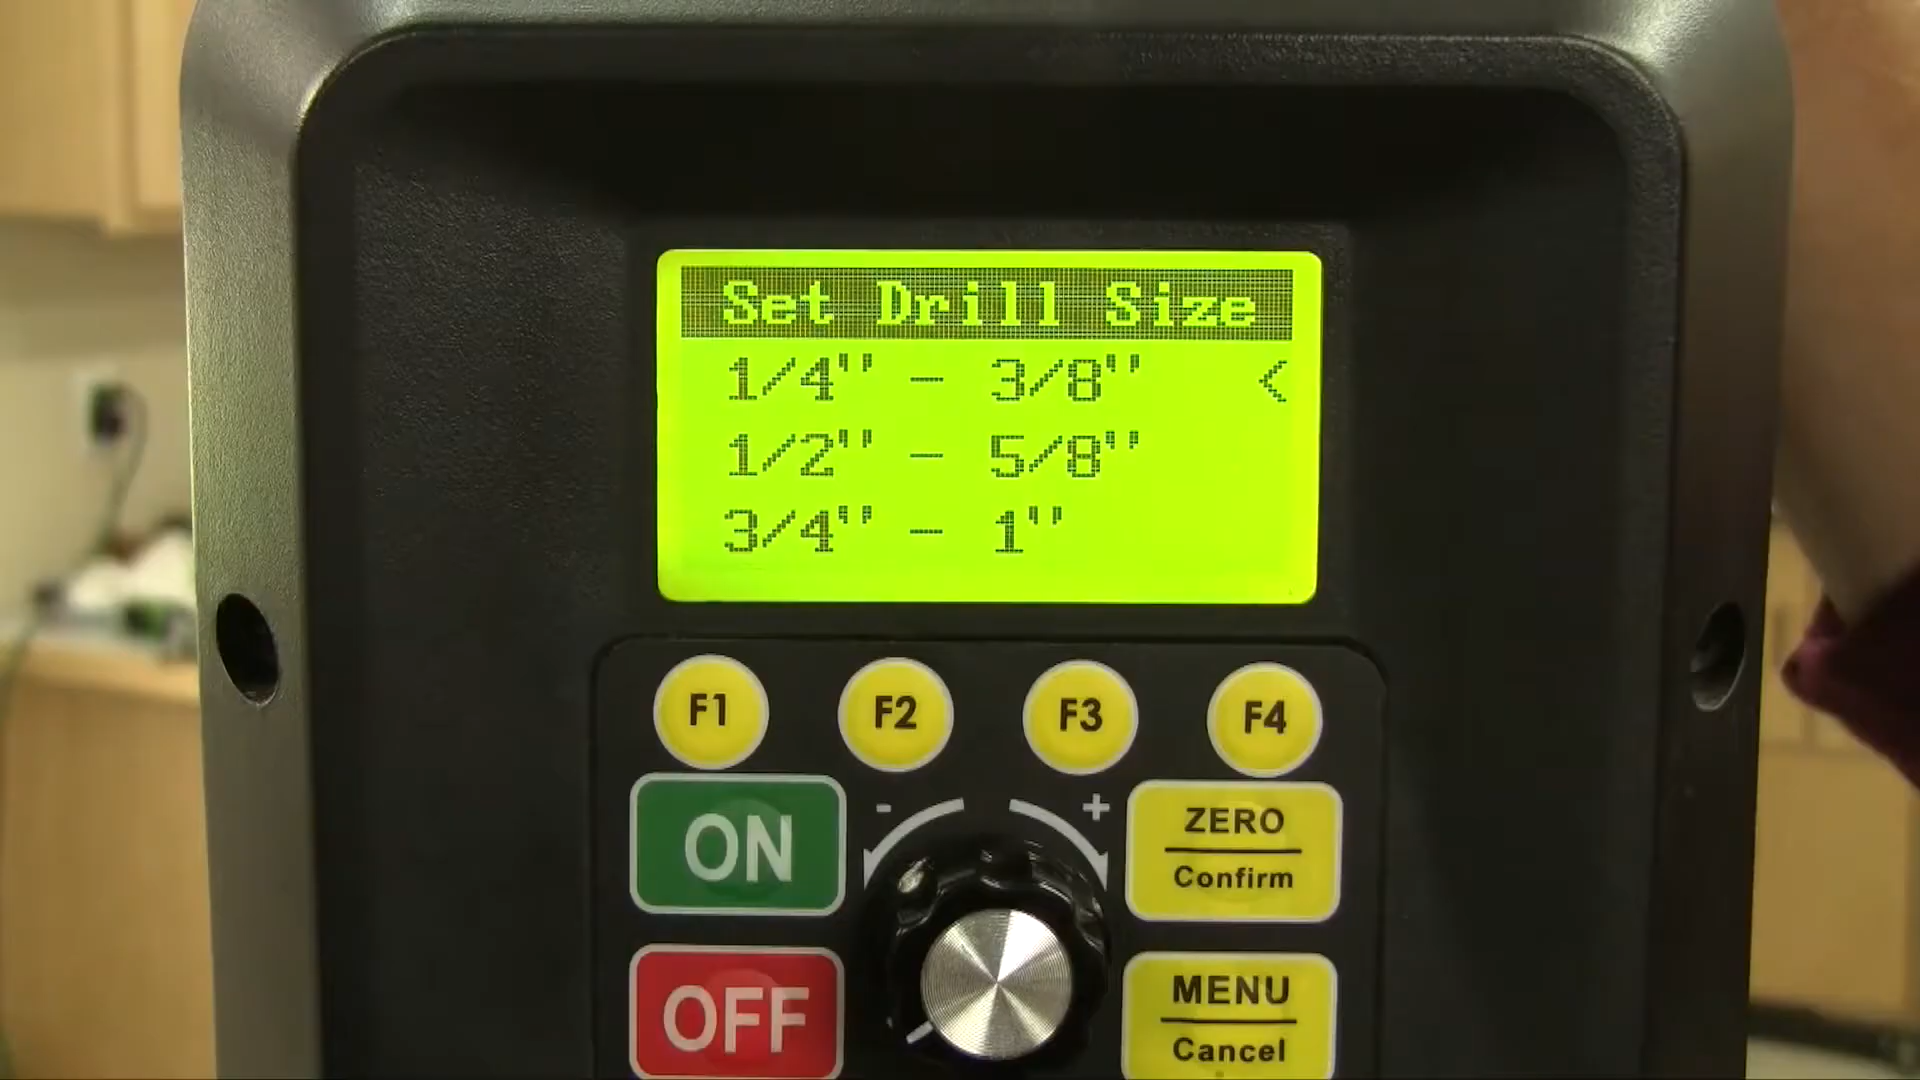 Set Drill Size
1/4" - 3/8" <
1/2" - 5/8"
3/4" - 1"
F1 F2 F3 F4
- +
ON
ZERO
Confirm
OFF
MENU
Cancel